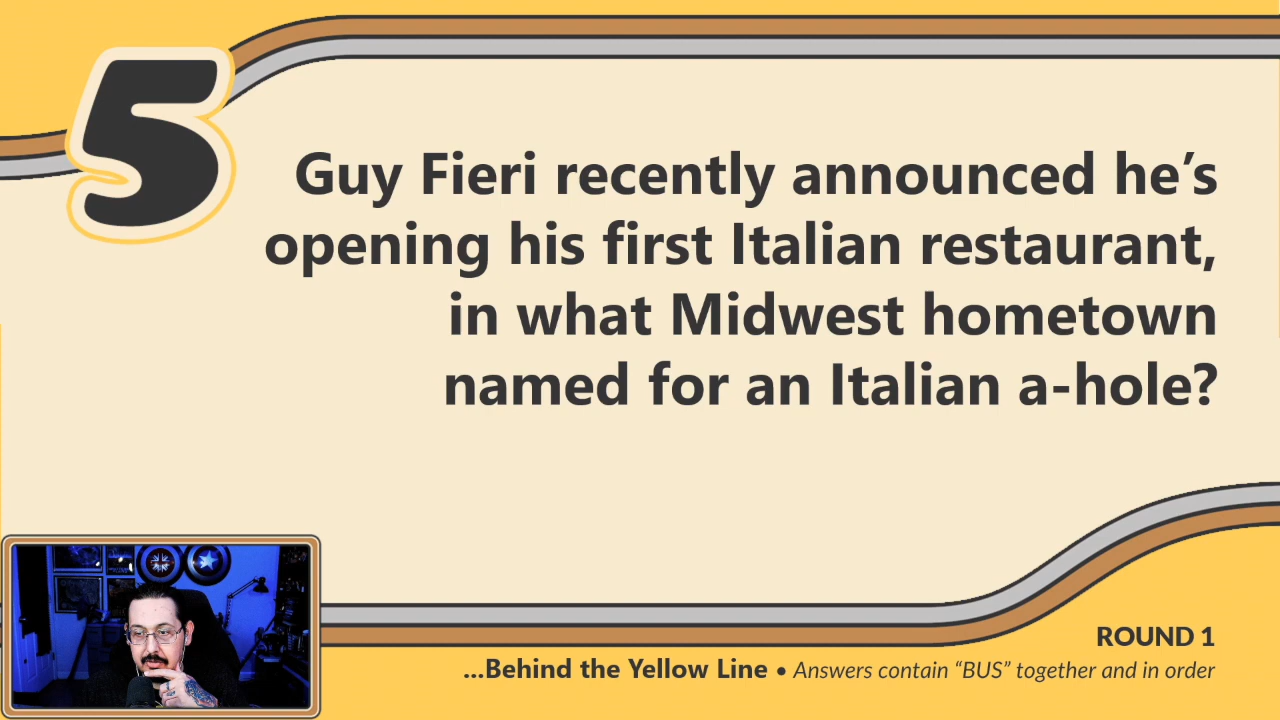 5
Guy Fieri recently announced he’s
opening his first Italian restaurant,
in what Midwest hometown
named for an Italian a-hole?
ROUND 1
...Behind the Yellow Line • Answers contain “BUS” together and in order